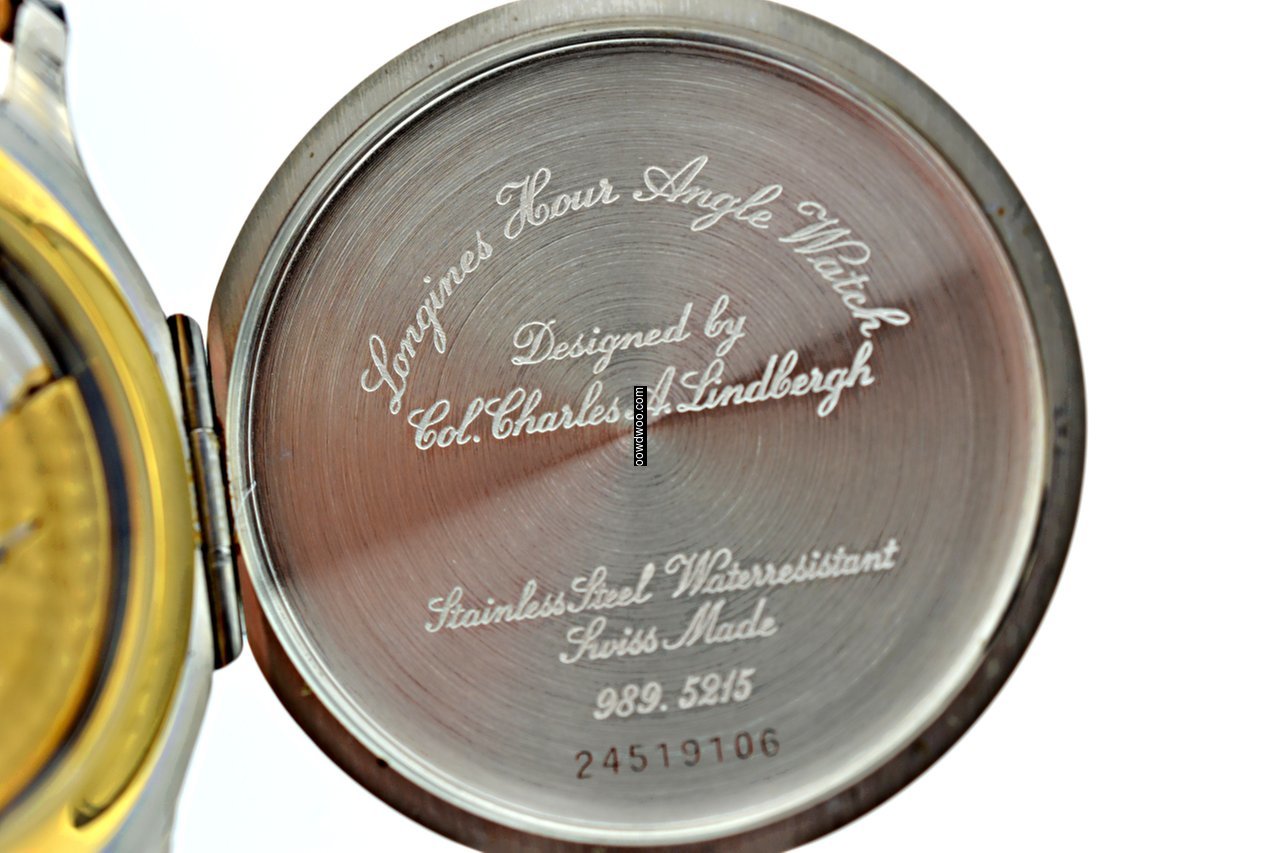 Longines Hour Angle Watch
Designed by
Col. Charles A. Lindbergh
oowdwoo.com
Stainless Steel Waterresistant
Swiss Made
989. 5215
24519106